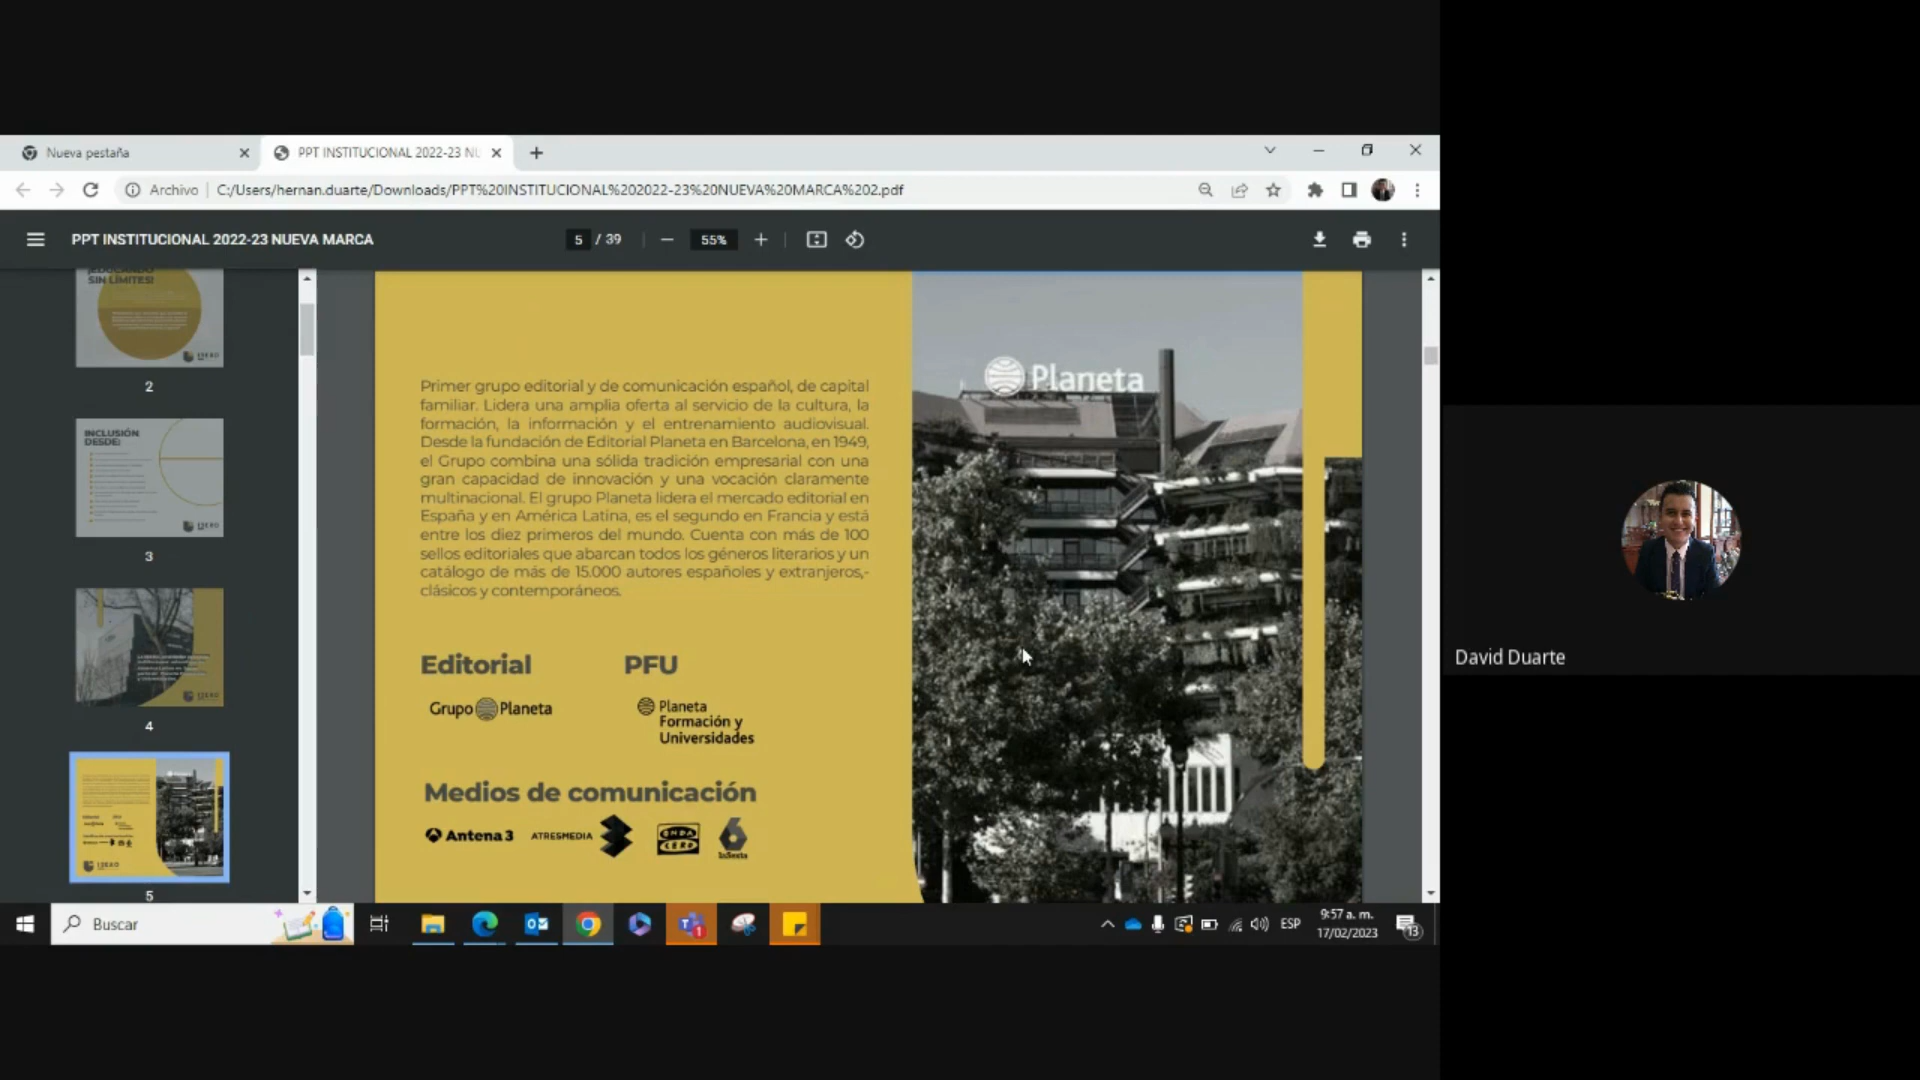 Nueva pestaña
PPT INSTITUCIONAL 2022-23 NU
Archivo
C:/Users/hernan.duarte/Downloads/PPT%20INSTITUCIONAL%202022-23%20NUEVA%20MARCA%202.pdf
PPT INSTITUCIONAL 2022-23 NUEVA MARCA
5 / 39
55%
SIN LÍMITES!
2
INCLUSIÓN
DESDE:
3
4
5
Planeta
Primer grupo editorial y de comunicación español, de capital
familiar. Lidera una amplia oferta al servicio de la cultura, la
formación, la información y el entrenamiento audiovisual.
Desde la fundación de Editorial Planeta en Barcelona, en 1949,
el Grupo combina una sólida tradición empresarial con una
gran capacidad de innovación y una vocación claramente
multinacional. El grupo Planeta lidera el mercado editorial en
España y en América Latina, es el segundo en Francia y está
entre los diez primeros del mundo. Cuenta con más de 100
sellos editoriales que abarcan todos los géneros literarios y un
catálogo de más de 15.000 autores españoles y extranjeros,-
clásicos y contemporáneos.
Editorial
PFU
Grupo Planeta
Planeta
Formación y
Universidades
Medios de comunicación
Antena 3
ATRESMEDIA
ONDA
CERO
laSexta
David Duarte
Buscar
ESP
9:57 a. m.
17/02/2023
13